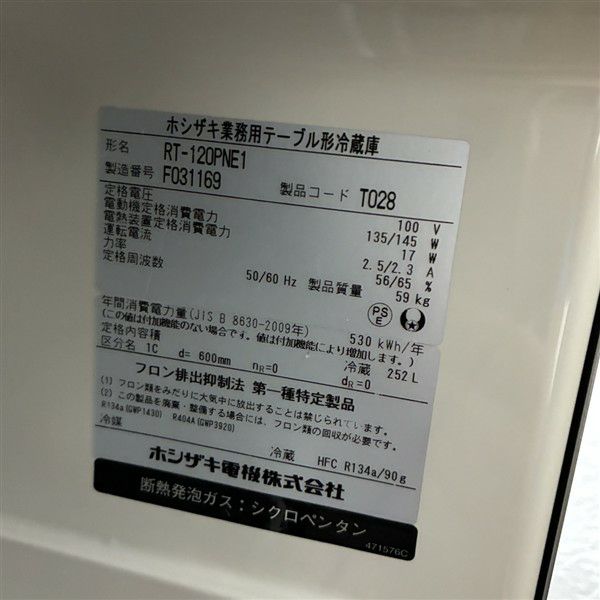 ホシザキ業務用テーブル形冷蔵庫
形名 RT-120PNE1
製造番号 F031169 製品コード T028
定格電圧 100 V
電動機定格消費電力 135/145 W
電熱装置定格消費電力 17 W
運転電流 2.5/2.3 A
力率 56/65 %
定格周波数 50/60 Hz 製品質量 59 kg
PS
E
年間消費電力量(JIS B 8630-2009年) 530 kWh/年
(この値は付加機能のない場合です。値は付加機能により増加します。)
定格内容積 冷蔵 252 L
区分名 1C d= 600mm nR=0 dR=0
フロン排出抑制法 第一種特定製品
(1) フロン類をみだりに大気中に放出することは禁じられています。
(2) この製品を廃棄・整備する場合には、フロン類の回収が必要です。
R134a(GWP1430) R404A(GWP3920)
冷媒 冷蔵 HFC R134a/90g
ホシザキ電機株式会社
断熱発泡ガス：シクロペンタン
471576C